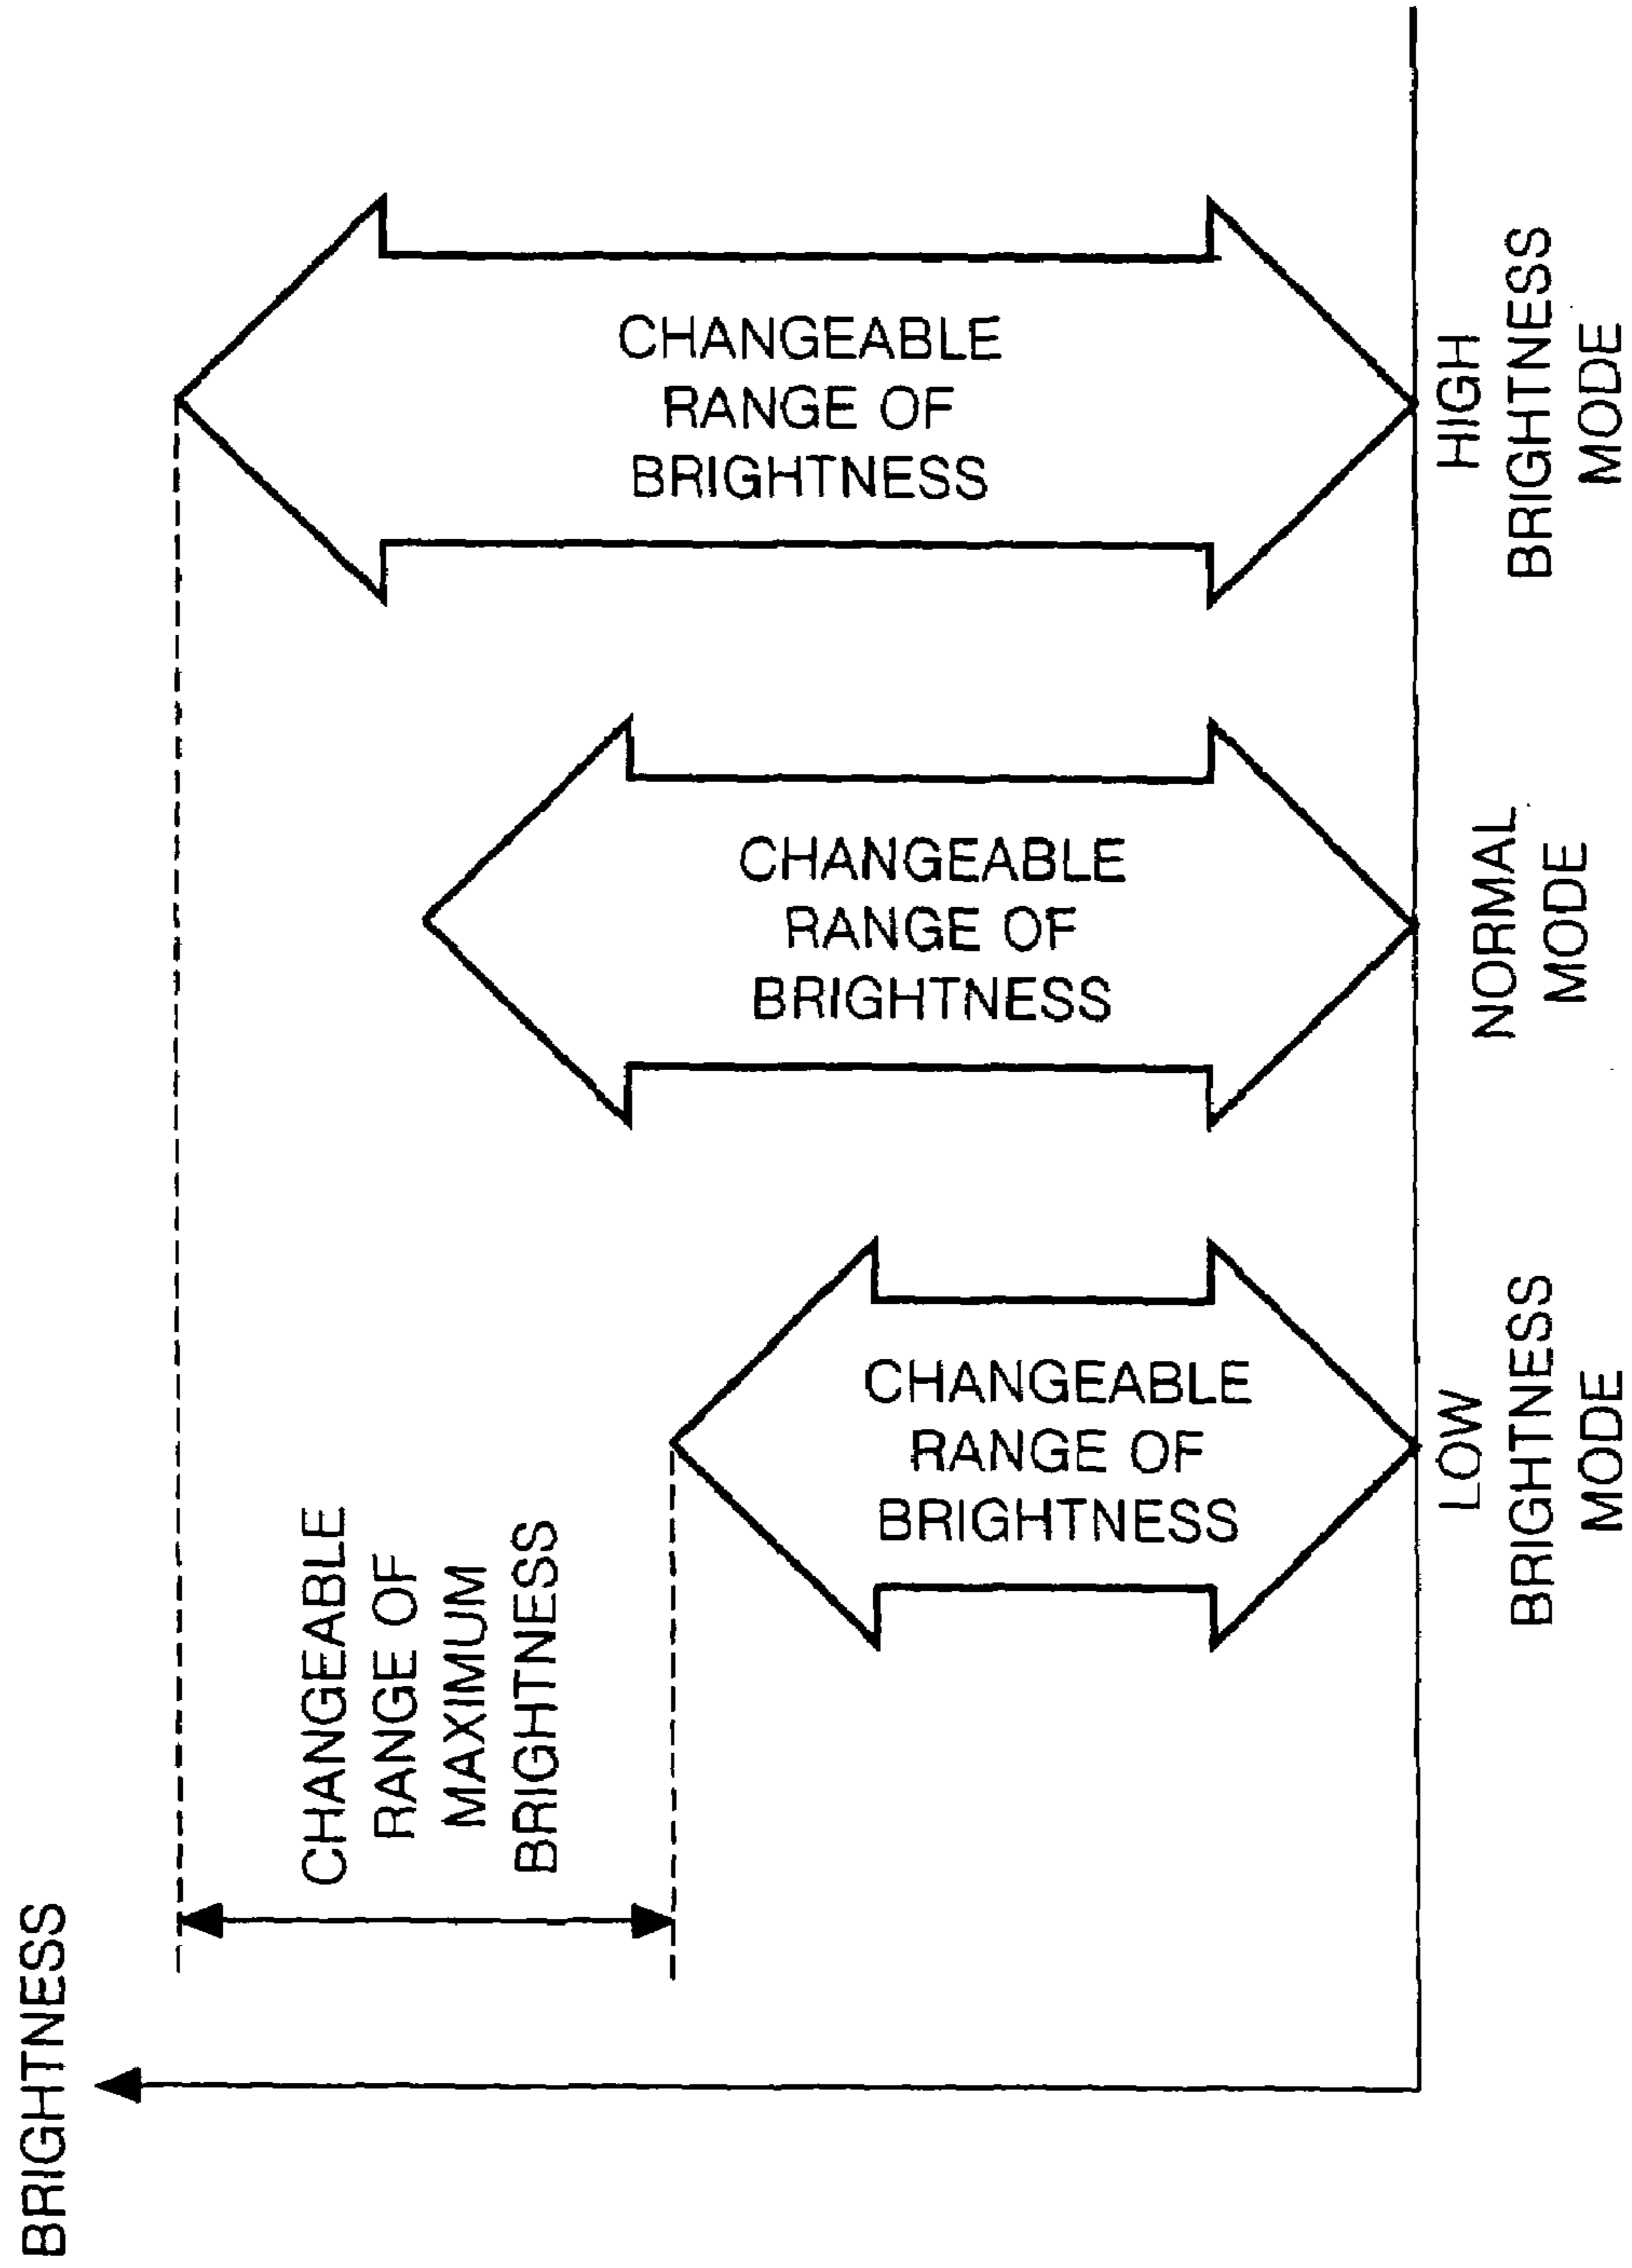 BRIGHTNESS
CHANGEABLE
RANGE OF
MAXIMUM
BRIGHTNESS
CHANGEABLE
RANGE OF
BRIGHTNESS
CHANGEABLE
RANGE OF
BRIGHTNESS
CHANGEABLE
RANGE OF
BRIGHTNESS
LOW
BRIGHTNESS
MODE
NORMAL
MODE
HIGH
BRIGHTNESS
MODE